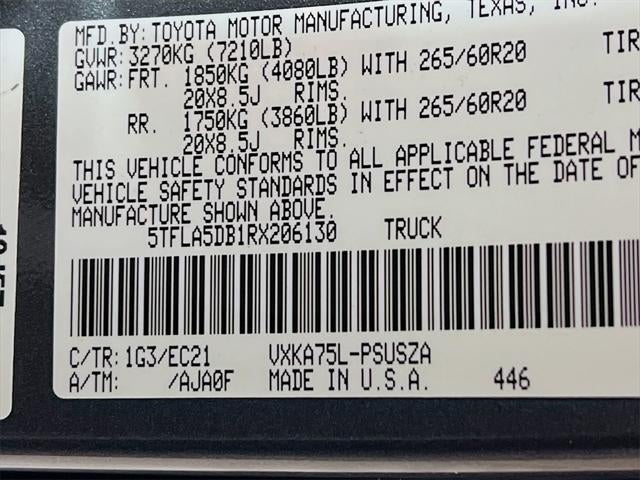 MFD. BY: TOYOTA MOTOR MANUFACTURING, TEXAS, INC.
GVWR: 3270KG (7210LB)
GAWR: FRT. 1850KG (4080LB) WITH 265/60R20 TIR
20X8.5J RIMS.
RR. 1750KG (3860LB) WITH 265/60R20 TIR
20X8.5J RIMS.
THIS VEHICLE CONFORMS TO ALL APPLICABLE FEDERAL M
VEHICLE SAFETY STANDARDS IN EFFECT ON THE DATE OF
MANUFACTURE SHOWN ABOVE.
5TFLA5DB1RX206130 TRUCK
C/TR: 1G3/EC21 VXKA75L-PSUSZA
A/TM: /AJA0F MADE IN U.S.A. 446